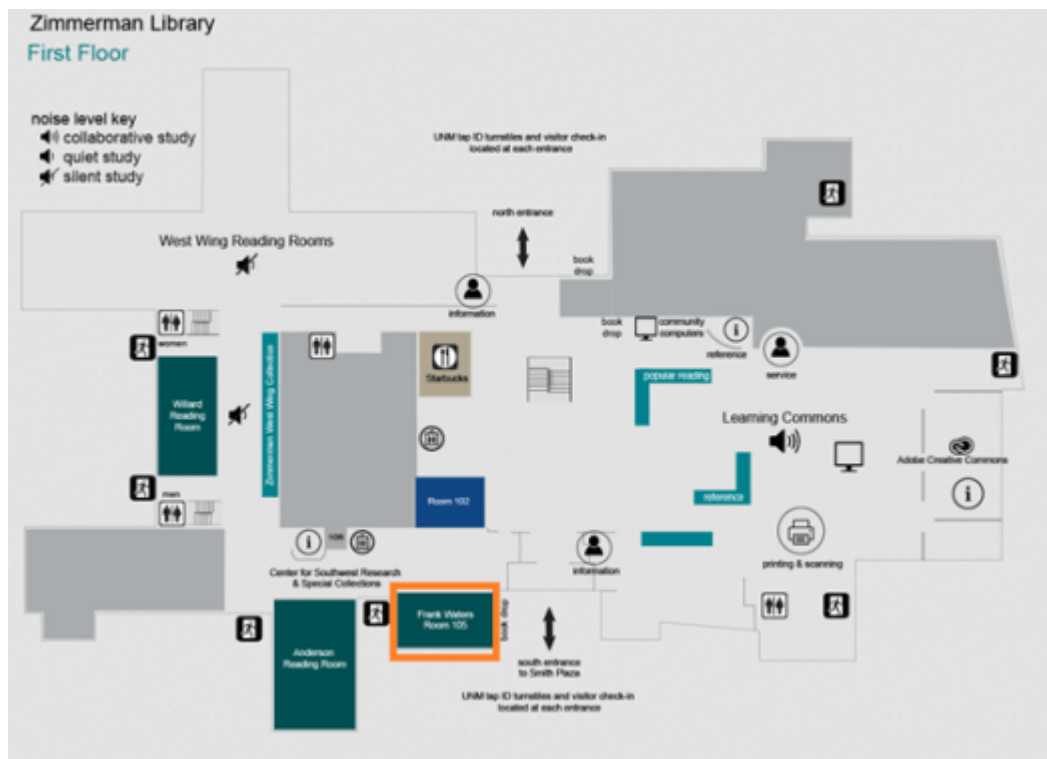 Zimmerman Library
First Floor
noise level key
collaborative study
quiet study
silent study
UNM tap ID turnstiles and visitor check-in
located at each entrance
north entrance
West Wing Reading Rooms
book
drop
information
book
drop
community
computers
reference
service
women
Zimmerman West Wing Collection
Starbucks
popular reading
Willard
Reading
Room
Learning Commons
Adobe Creative Commons
men
Room 102
reference
106
Center for Southwest Research
& Special Collections
information
printing & scanning
Frank Waters
Room 105
book drop
Anderson
Reading Room
south entrance
to Smith Plaza
UNM tap ID turnstiles and visitor check-in
located at each entrance